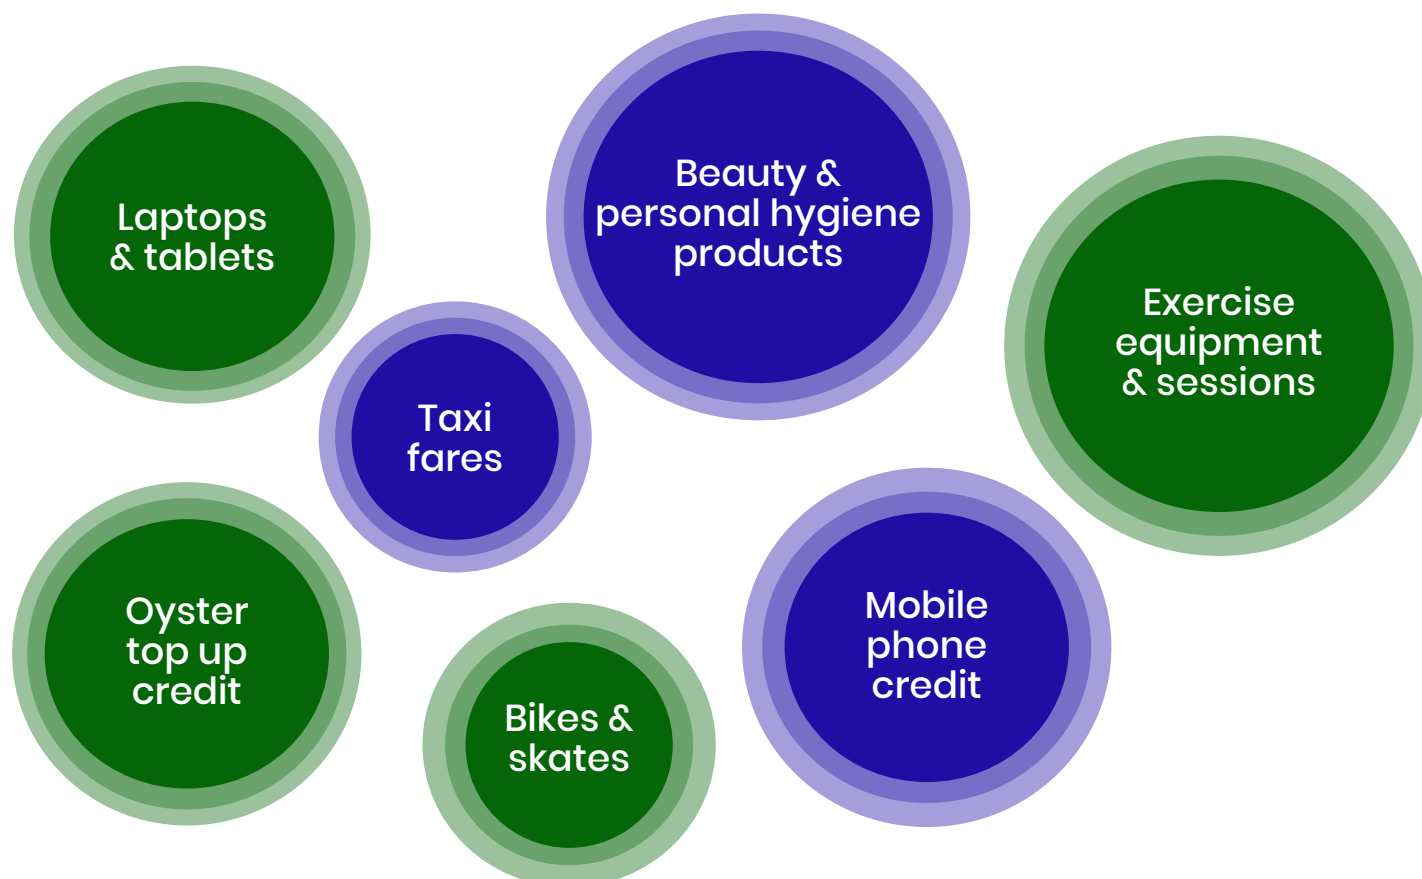 Laptops
& tablets
Beauty &
personal hygiene
products
Exercise
equipment
& sessions
Taxi
fares
Oyster
top up
credit
Bikes &
skates
Mobile
phone
credit